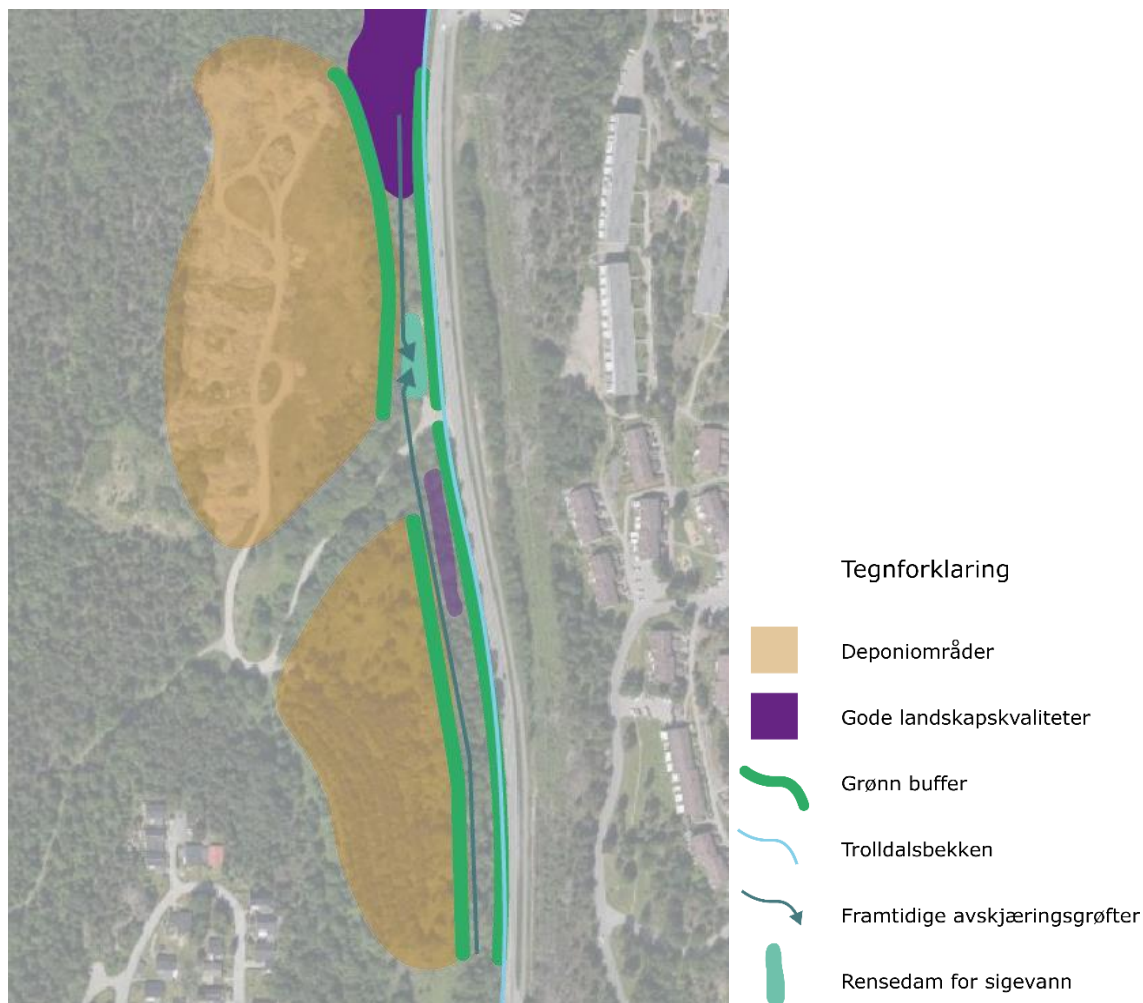 Tegnforklaring
Deponiområder
Gode landskapskvaliteter
Grønn buffer
Trolldalsbekken
Framtidige avskjæringsgrøfter
Rensedam for sigevann